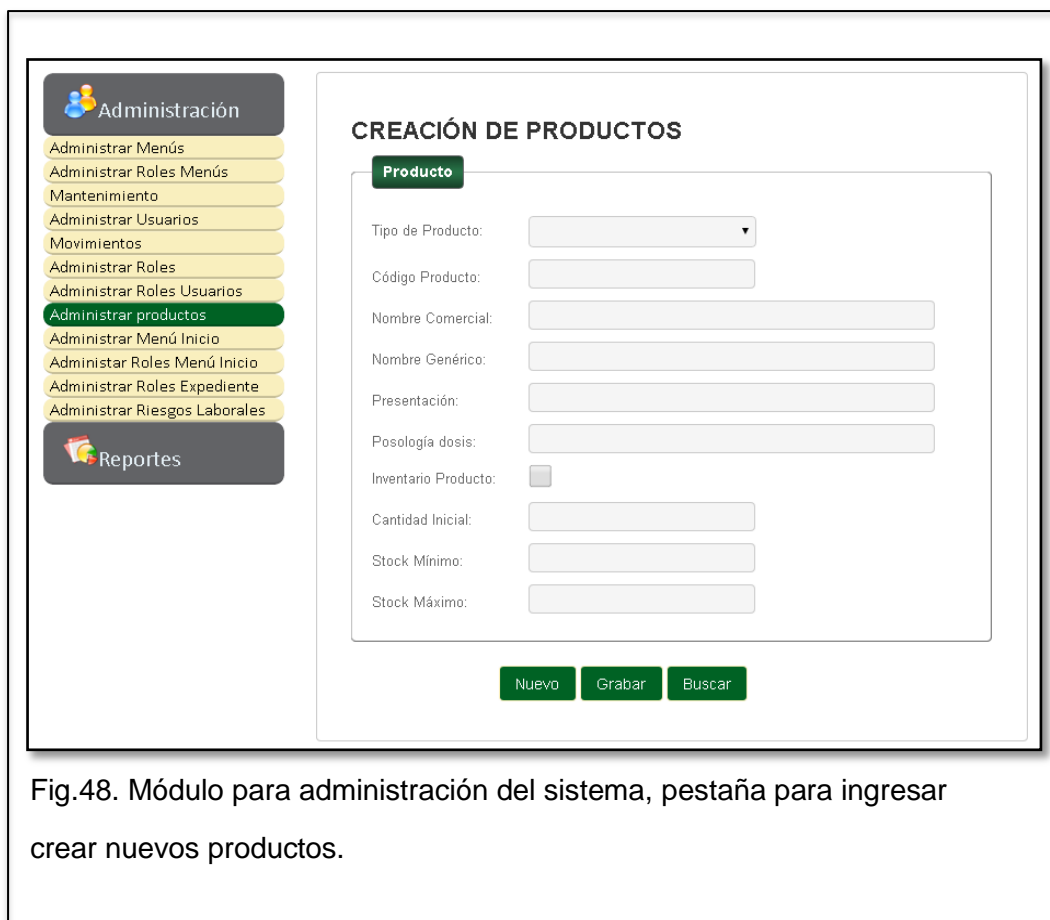 Administración
Administrar Menús
Administrar Roles Menús
Mantenimiento
Administrar Usuarios
Movimientos
Administrar Roles
Administrar Roles Usuarios
Administrar productos
Administrar Menú Inicio
Administar Roles Menú Inicio
Administrar Roles Expediente
Administrar Riesgos Laborales
Reportes
CREACIÓN DE PRODUCTOS
Producto
Tipo de Producto:
Código Producto:
Nombre Comercial:
Nombre Genérico:
Presentación:
Posología dosis:
Inventario Producto:
Cantidad Inicial:
Stock Mínimo:
Stock Máximo:
Nuevo Grabar Buscar
Fig.48. Módulo para administración del sistema, pestaña para ingresar
crear nuevos productos.